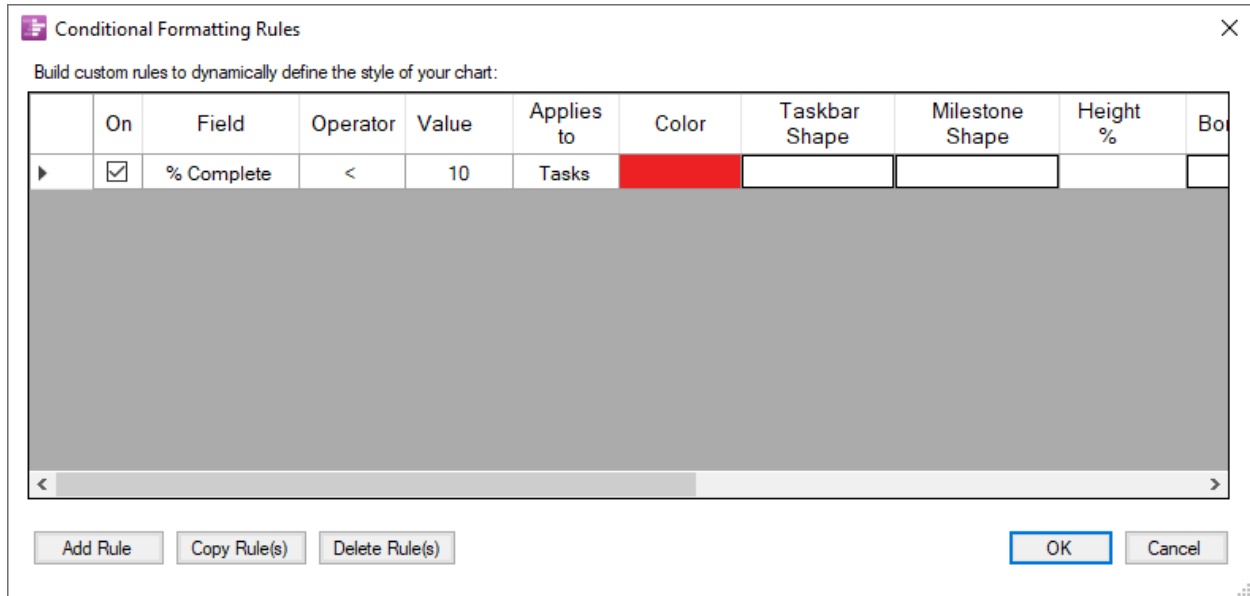 Conditional Formatting Rules
Build custom rules to dynamically define the style of your chart:
On Field Operator Value Applies to Color Taskbar Shape Milestone Shape Height % Bor
% Complete < 10 Tasks
Add Rule Copy Rule(s) Delete Rule(s) OK Cancel